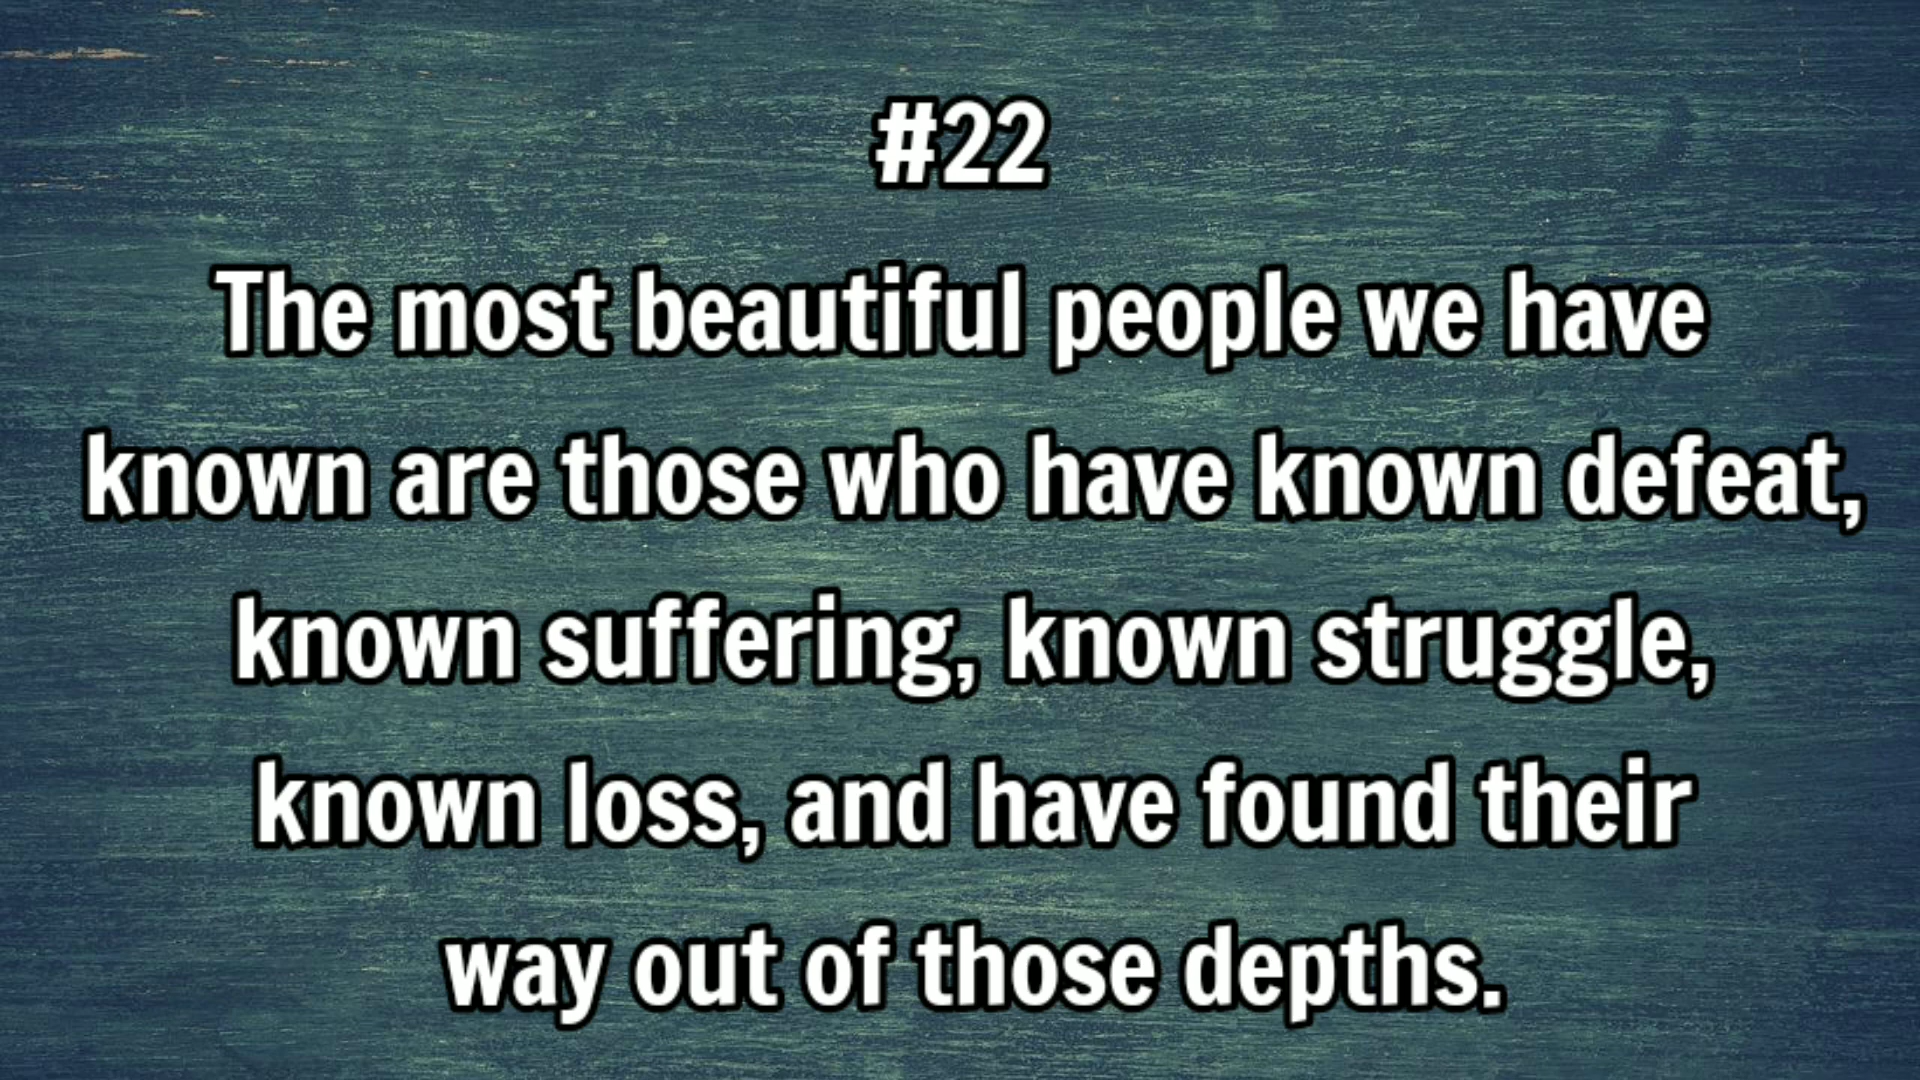 #22
The most beautiful people we have
known are those who have known defeat,
known suffering, known struggle,
known loss, and have found their
way out of those depths.